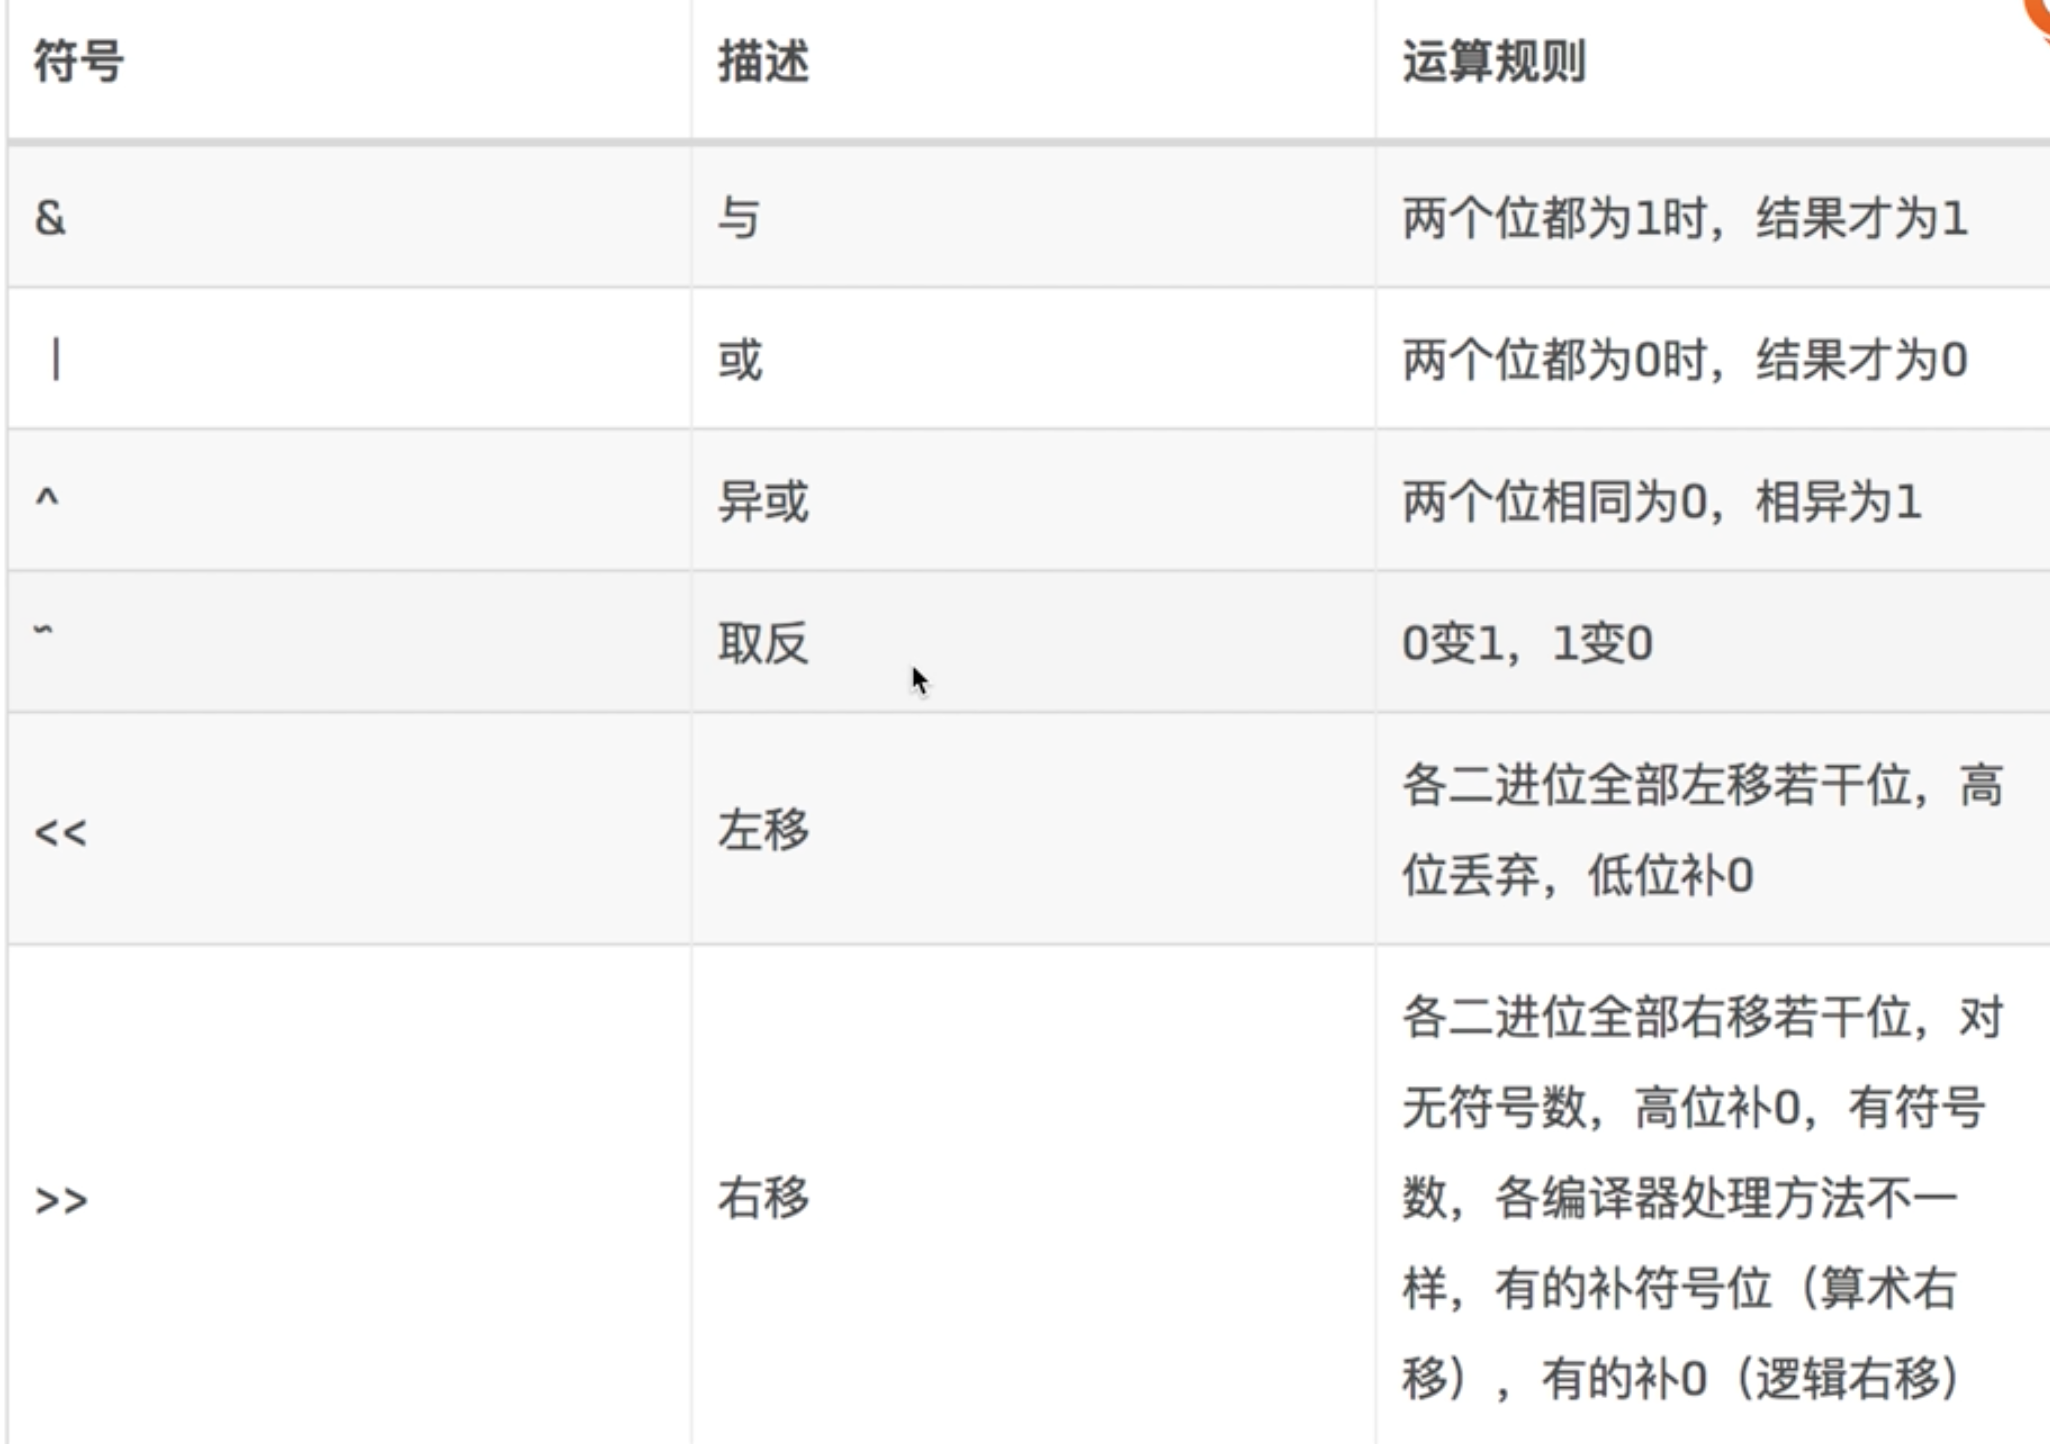 符号 描述 运算规则
& 与 两个位都为1时，结果才为1
| 或 两个位都为0时，结果才为0
^ 异或 两个位相同为0，相异为1
~ 取反 0变1，1变0
<< 左移 各二进位全部左移若干位，高
位丢弃，低位补0
>> 右移 各二进位全部右移若干位，对
无符号数，高位补0，有符号
数，各编译器处理方法不一
样，有的补符号位（算术右
移），有的补0（逻辑右移）